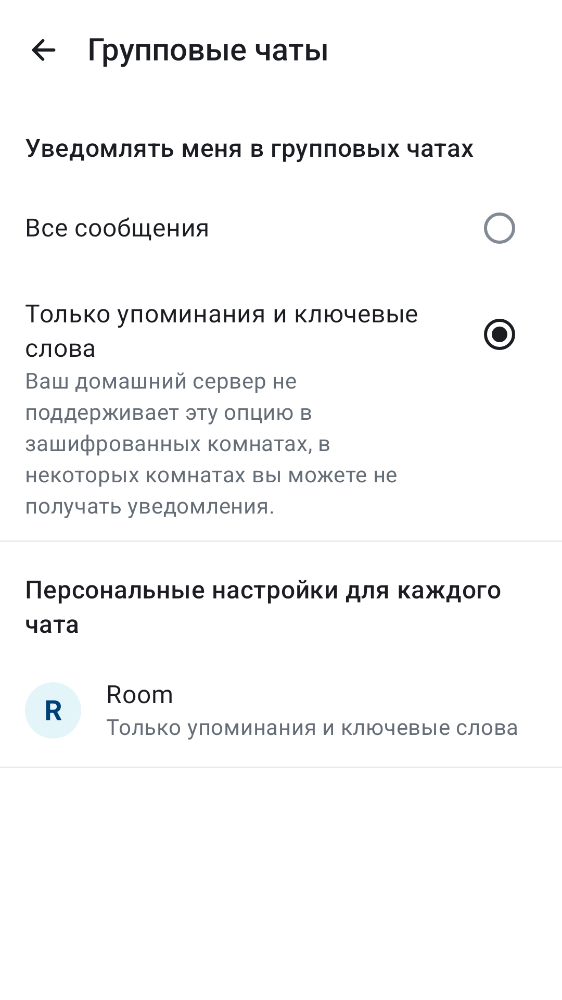 Групповые чаты
Уведомлять меня в групповых чатах
Все сообщения
Только упоминания и ключевые
слова
Ваш домашний сервер не
поддерживает эту опцию в
зашифрованных комнатах, в
некоторых комнатах вы можете не
получать уведомления.
Персональные настройки для каждого
чата
R
Room
Только упоминания и ключевые слова